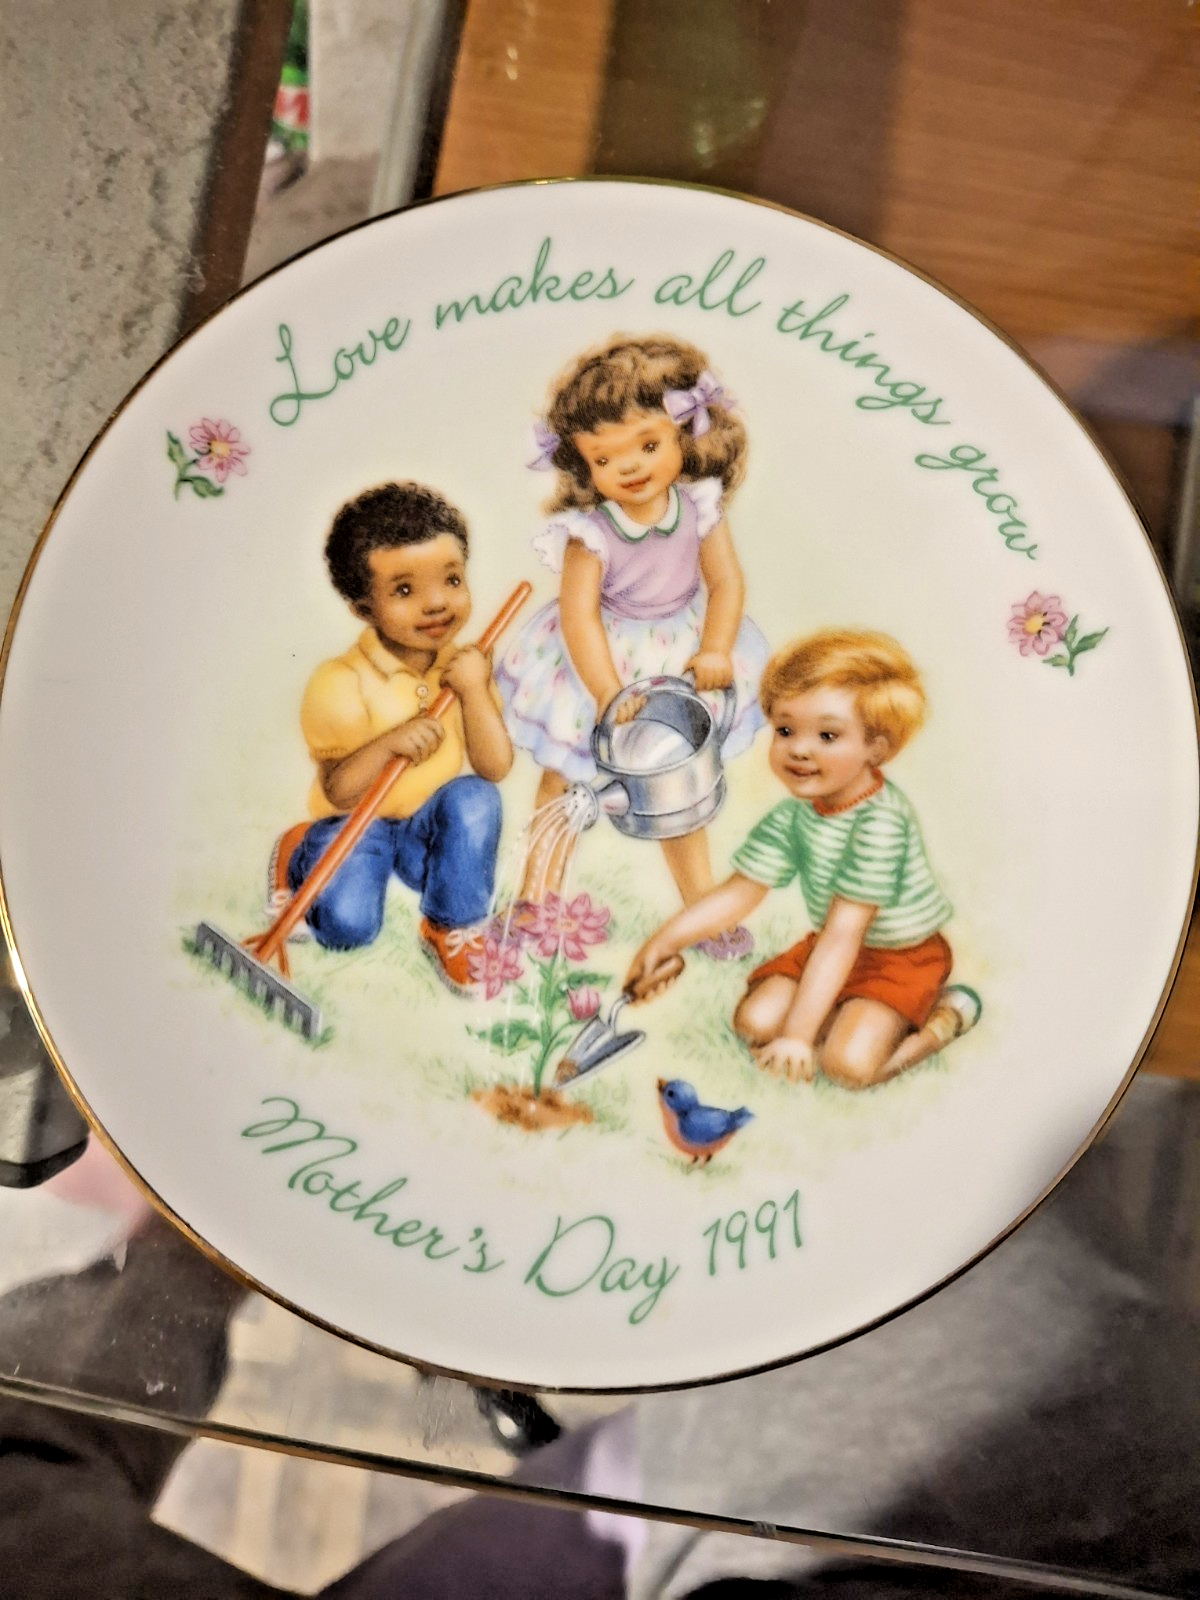 Love makes all things grow
Mother's Day 1991